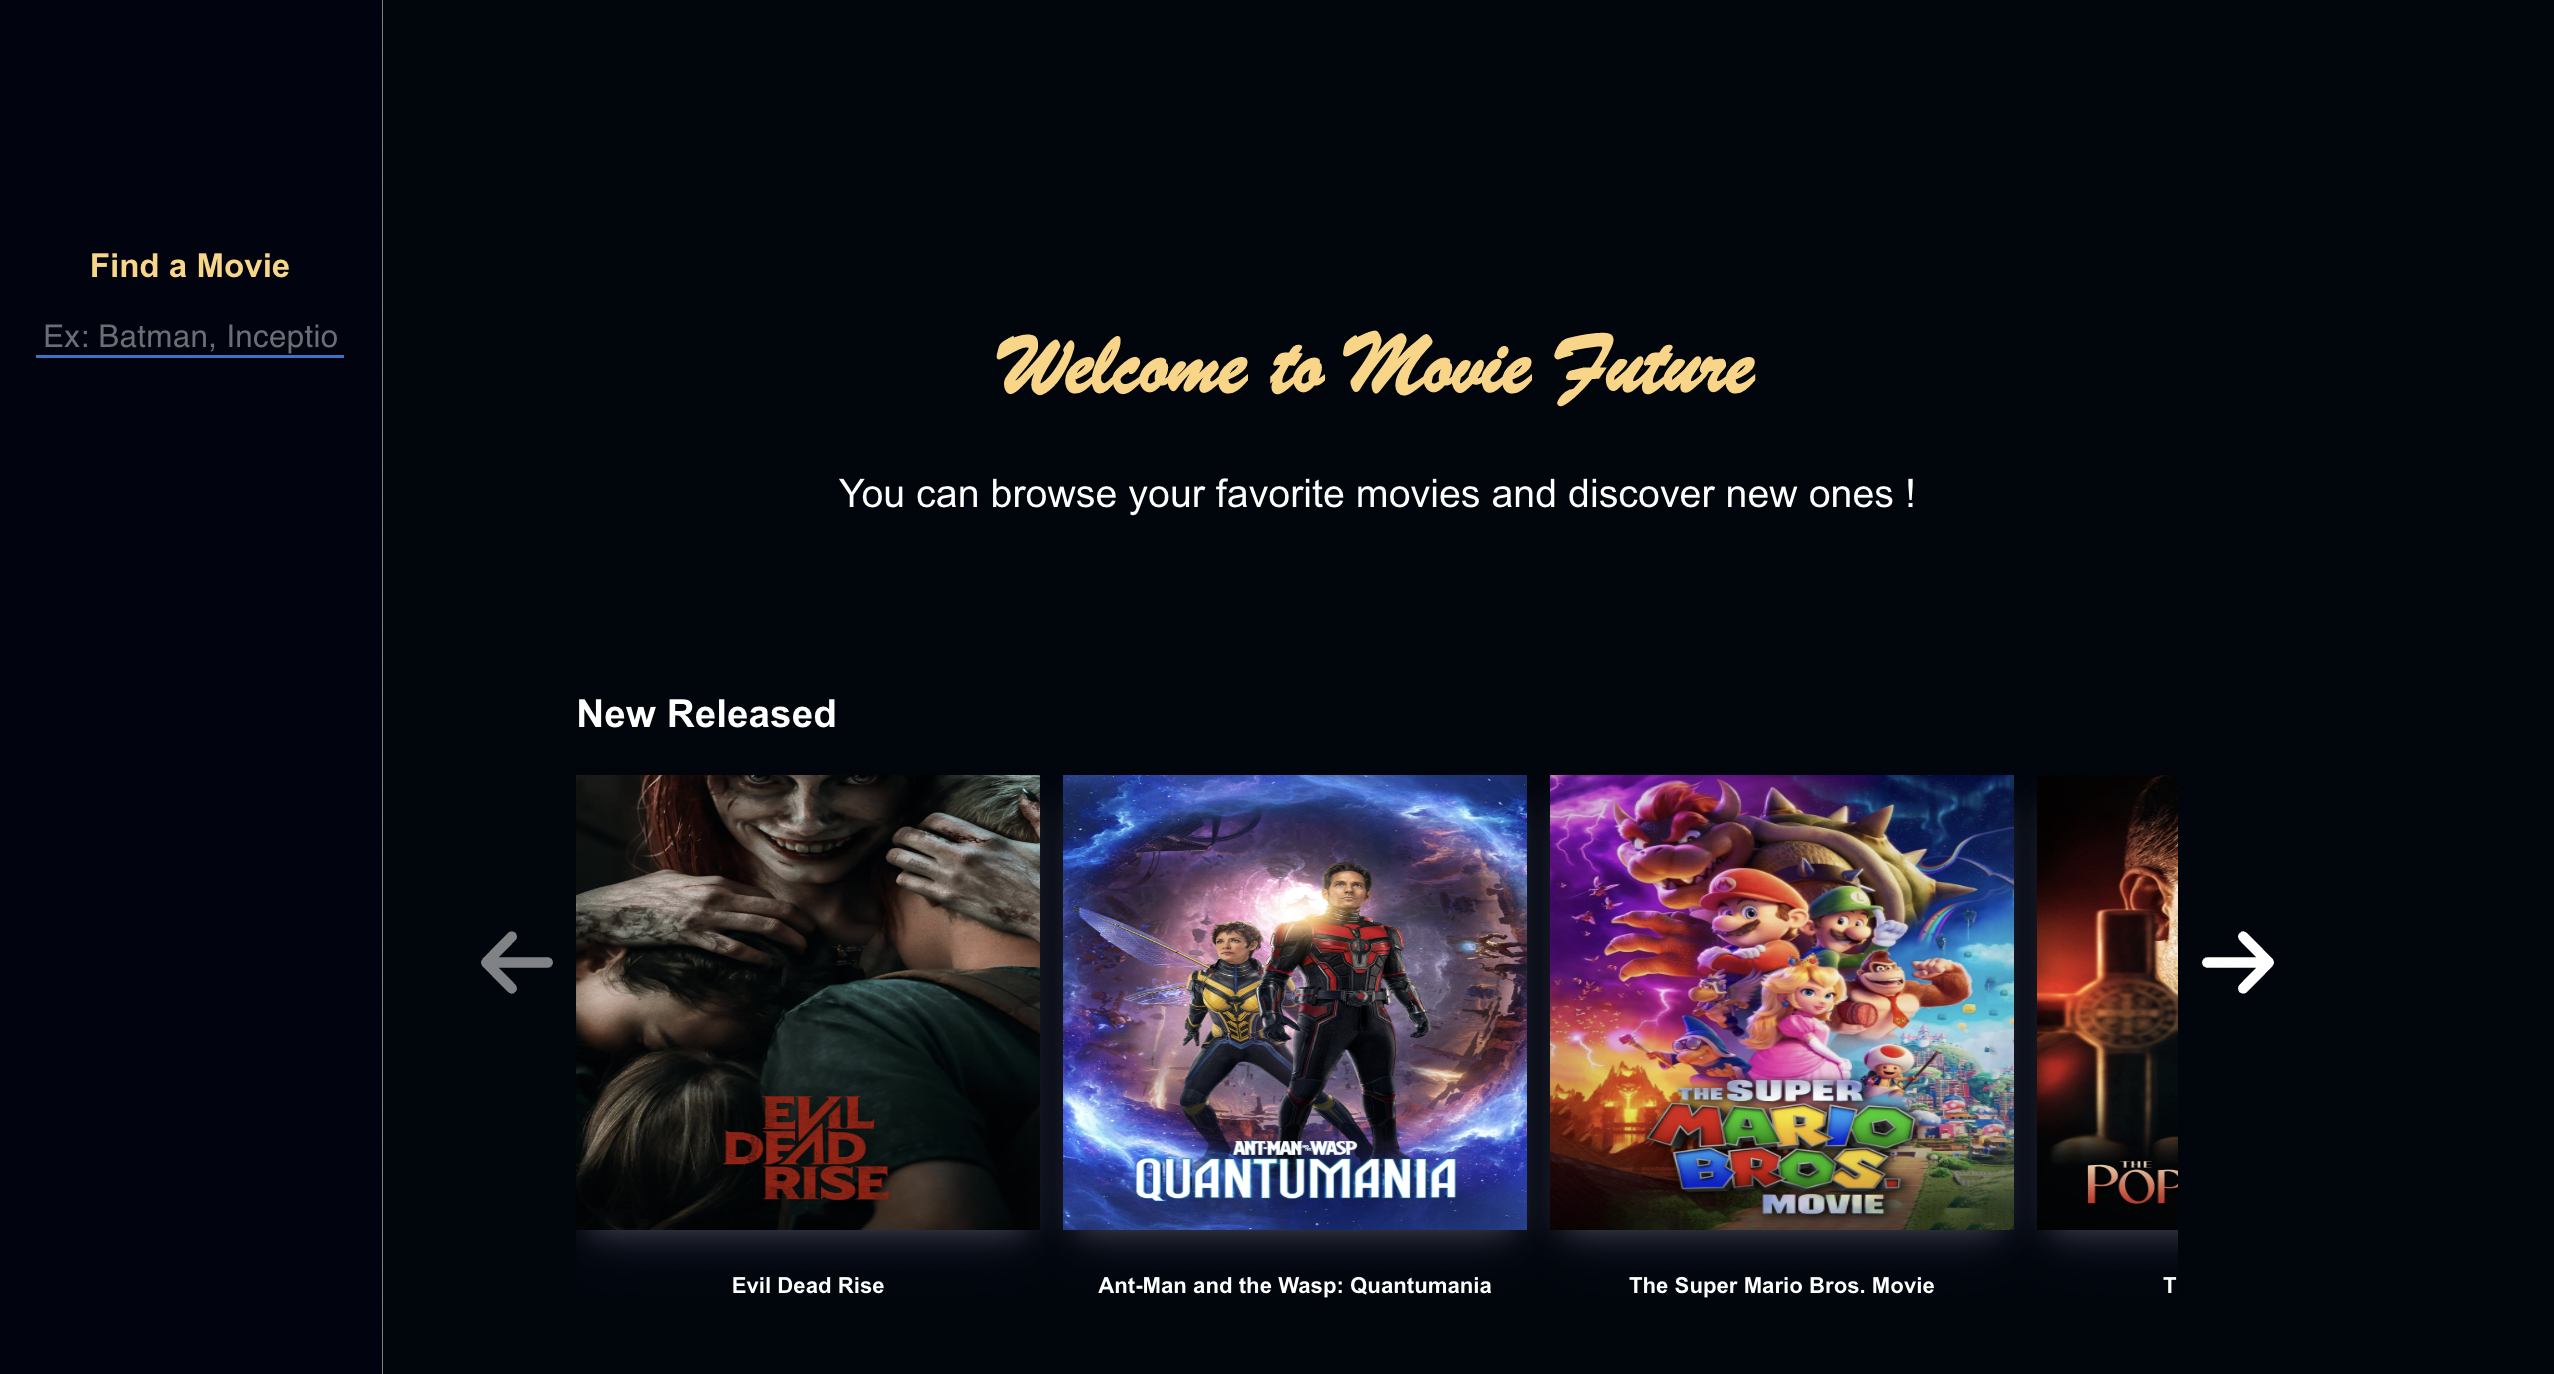 Find a Movie
Ex: Batman, Inceptio
Welcome to Movie Future
You can browse your favorite movies and discover new ones !
New Released
EVIL
DEAD
RISE
ANT-MAN AND THE WASP
QUANTUMANIA
THE SUPER
MARIO
BROS.
MOVIE
THE
POP
Evil Dead Rise
Ant-Man and the Wasp: Quantumania
The Super Mario Bros. Movie
T